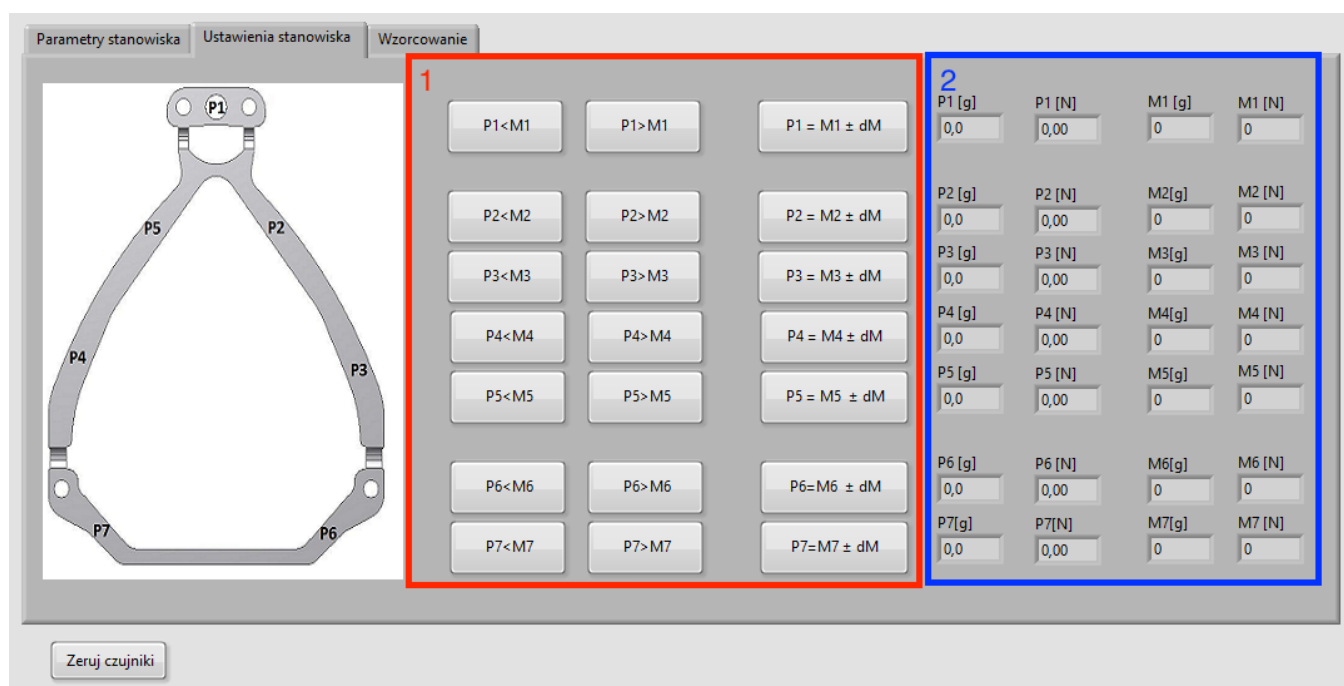 Parametry stanowiska Ustawienia stanowiska Wzorcowanie
P1
P5 P2
P4
P3
P7 P6
1
P1<M1 P1>M1 P1 = M1 ± dM
P2<M2 P2>M2 P2 = M2 ± dM
P3<M3 P3>M3 P3 = M3 ± dM
P4<M4 P4>M4 P4 = M4 ± dM
P5<M5 P5>M5 P5 = M5 ± dM
P6<M6 P6>M6 P6=M6 ± dM
P7<M7 P7>M7 P7=M7 ± dM
2
P1 [g] P1 [N] M1 [g] M1 [N]
0,0 0,00 0 0
P2 [g] P2 [N] M2[g] M2 [N]
0,0 0,00 0 0
P3 [g] P3 [N] M3[g] M3 [N]
0,0 0,00 0 0
P4 [g] P4 [N] M4[g] M4 [N]
0,0 0,00 0 0
P5 [g] P5 [N] M5[g] M5 [N]
0,0 0,00 0 0
P6 [g] P6 [N] M6[g] M6 [N]
0,0 0,00 0 0
P7[g] P7[N] M7[g] M7 [N]
0,0 0,00 0 0
Zeruj czujniki